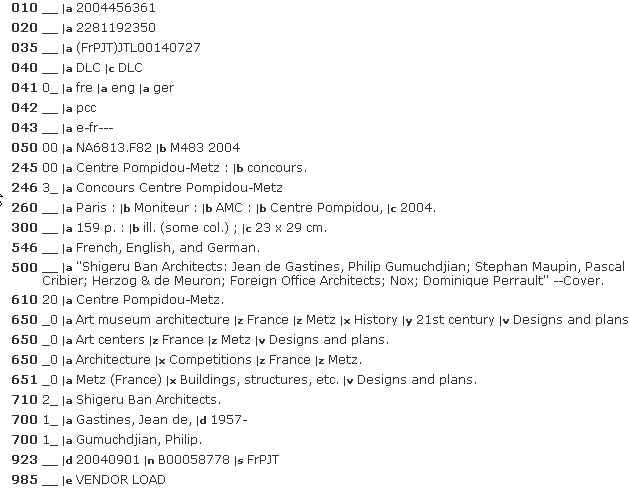 010 __ |a 2004456361
020 __ |a 2281192350
035 __ |a (FrPJT)JTL00140727
040 __ |a DLC |c DLC
041 0_ |a fre |a eng |a ger
042 __ |a pcc
043 __ |a e-fr---
050 00 |a NA6813.F82 |b M483 2004
245 00 |a Centre Pompidou-Metz : |b concours.
246 3_ |a Concours Centre Pompidou-Metz
260 __ |a Paris : |b Moniteur : |b AMC : |b Centre Pompidou, |c 2004.
300 __ |a 159 p. : |b ill. (some col.) ; |c 23 x 29 cm.
546 __ |a French, English, and German.
500 __ |a "Shigeru Ban Architects: Jean de Gastines, Philip Gumuchdjian; Stephan Maupin, Pascal
Cribier; Herzog & de Meuron; Foreign Office Architects; Nox; Dominique Perrault" --Cover.
610 20 |a Centre Pompidou-Metz.
650 _0 |a Art museum architecture |z France |z Metz |x History |y 21st century |v Designs and plans
650 _0 |a Art centers |z France |z Metz |v Designs and plans.
650 _0 |a Architecture |x Competitions |z France |z Metz.
651 _0 |a Metz (France) |x Buildings, structures, etc. |v Designs and plans.
710 2_ |a Shigeru Ban Architects.
700 1_ |a Gastines, Jean de, |d 1957-
700 1_ |a Gumuchdjian, Philip.
923 __ |d 20040901 |n B00058778 |s FrPJT
985 __ |e VENDOR LOAD